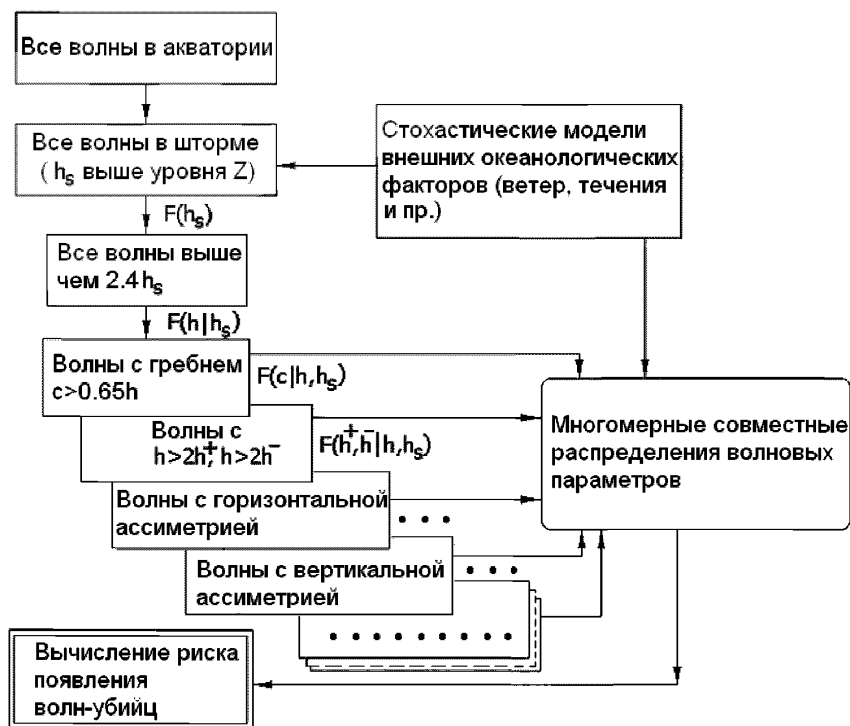 Все волны в акватории
Все волны в шторме
( hs выше уровня Z)
Стохастические модели
внешних океанологических
факторов (ветер, течения
и пр.)
F(hs)
Все волны выше
чем 2.4hs
F(h|hs)
Волны с гребнем
c>0.65h
F(c|h,hs)
Волны с
h>2h⁺, h>2h⁻
F(h⁺,h⁻|h,hs)
Многомерные совместные
распределения волновых
параметров
Волны с горизонтальной
ассиметрией
• • •
Волны с вертикальной
ассиметрией
• • •
• • • • • • • • •
Вычисление риска
появления
волн-убийц